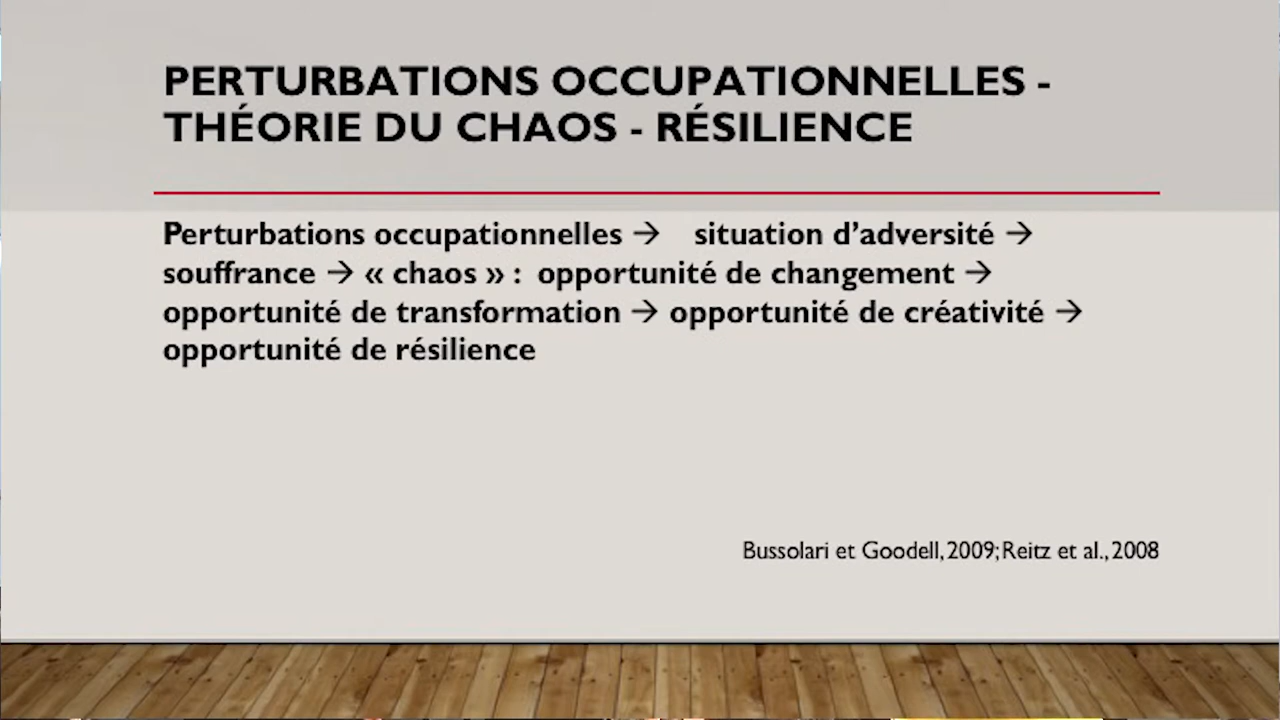 PERTURBATIONS OCCUPATIONNELLES -
THÉORIE DU CHAOS - RÉSILIENCE
Perturbations occupationnelles → situation d’adversité →
souffrance → « chaos » : opportunité de changement →
opportunité de transformation → opportunité de créativité →
opportunité de résilience
Bussolari et Goodell, 2009; Reitz et al., 2008